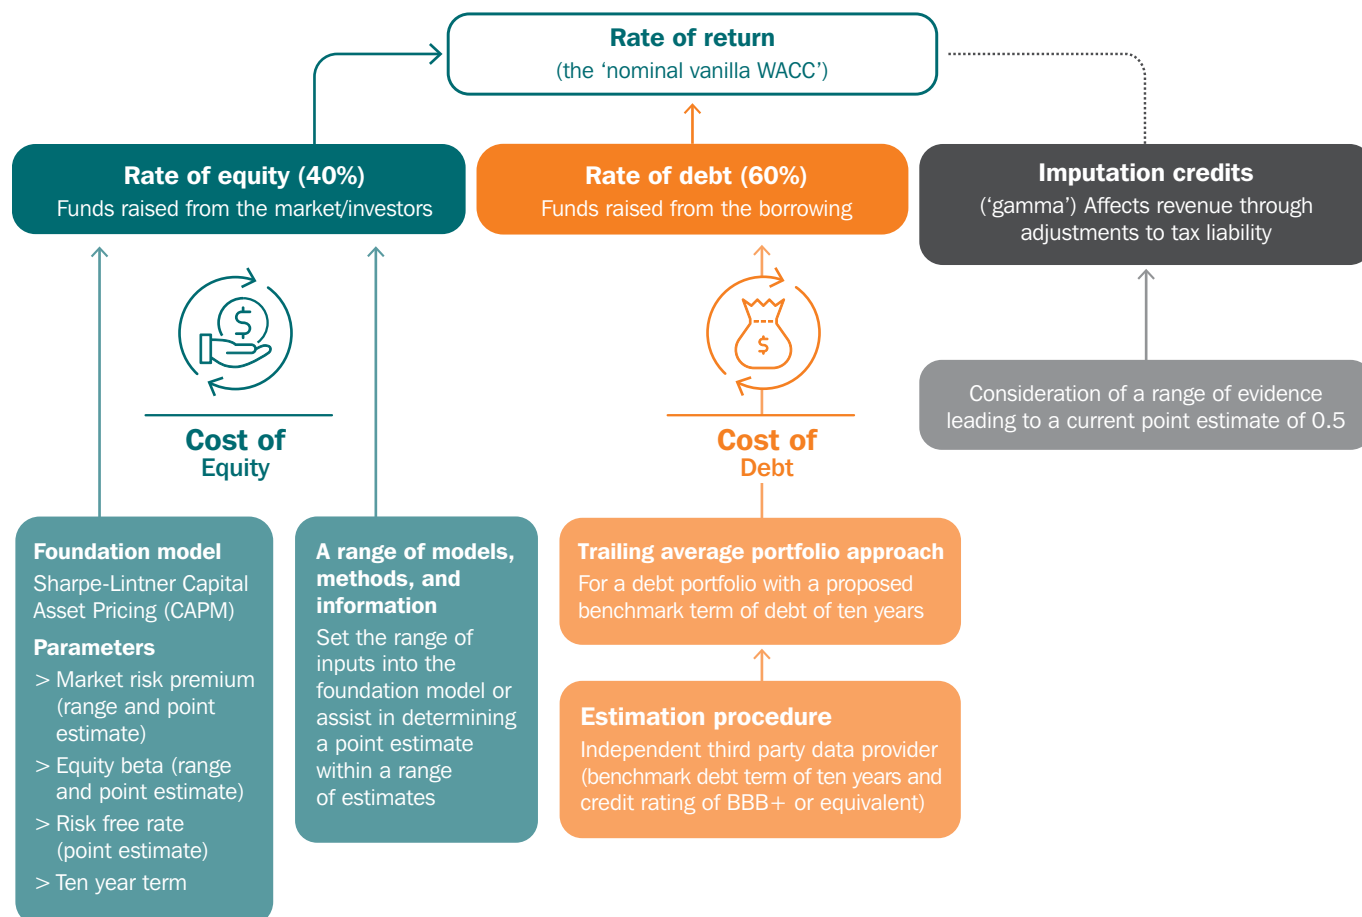 Rate of return
(the ‘nominal vanilla WACC’)
Rate of equity (40%)
Funds raised from the market/investors
Rate of debt (60%)
Funds raised from the borrowing
Imputation credits
(‘gamma’) Affects revenue through
adjustments to tax liability
$
$
Cost of
Equity
Cost of
Debt
Consideration of a range of evidence
leading to a current point estimate of 0.5
Foundation model
Sharpe-Lintner Capital
Asset Pricing (CAPM)
Parameters
> Market risk premium
(range and point
estimate)
> Equity beta (range
and point estimate)
> Risk free rate
(point estimate)
> Ten year term
A range of models,
methods, and
information
Set the range of
inputs into the
foundation model or
assist in determining
a point estimate
within a range
of estimates
Trailing average portfolio approach
For a debt portfolio with a proposed
benchmark term of debt of ten years
Estimation procedure
Independent third party data provider
(benchmark debt term of ten years and
credit rating of BBB+ or equivalent)